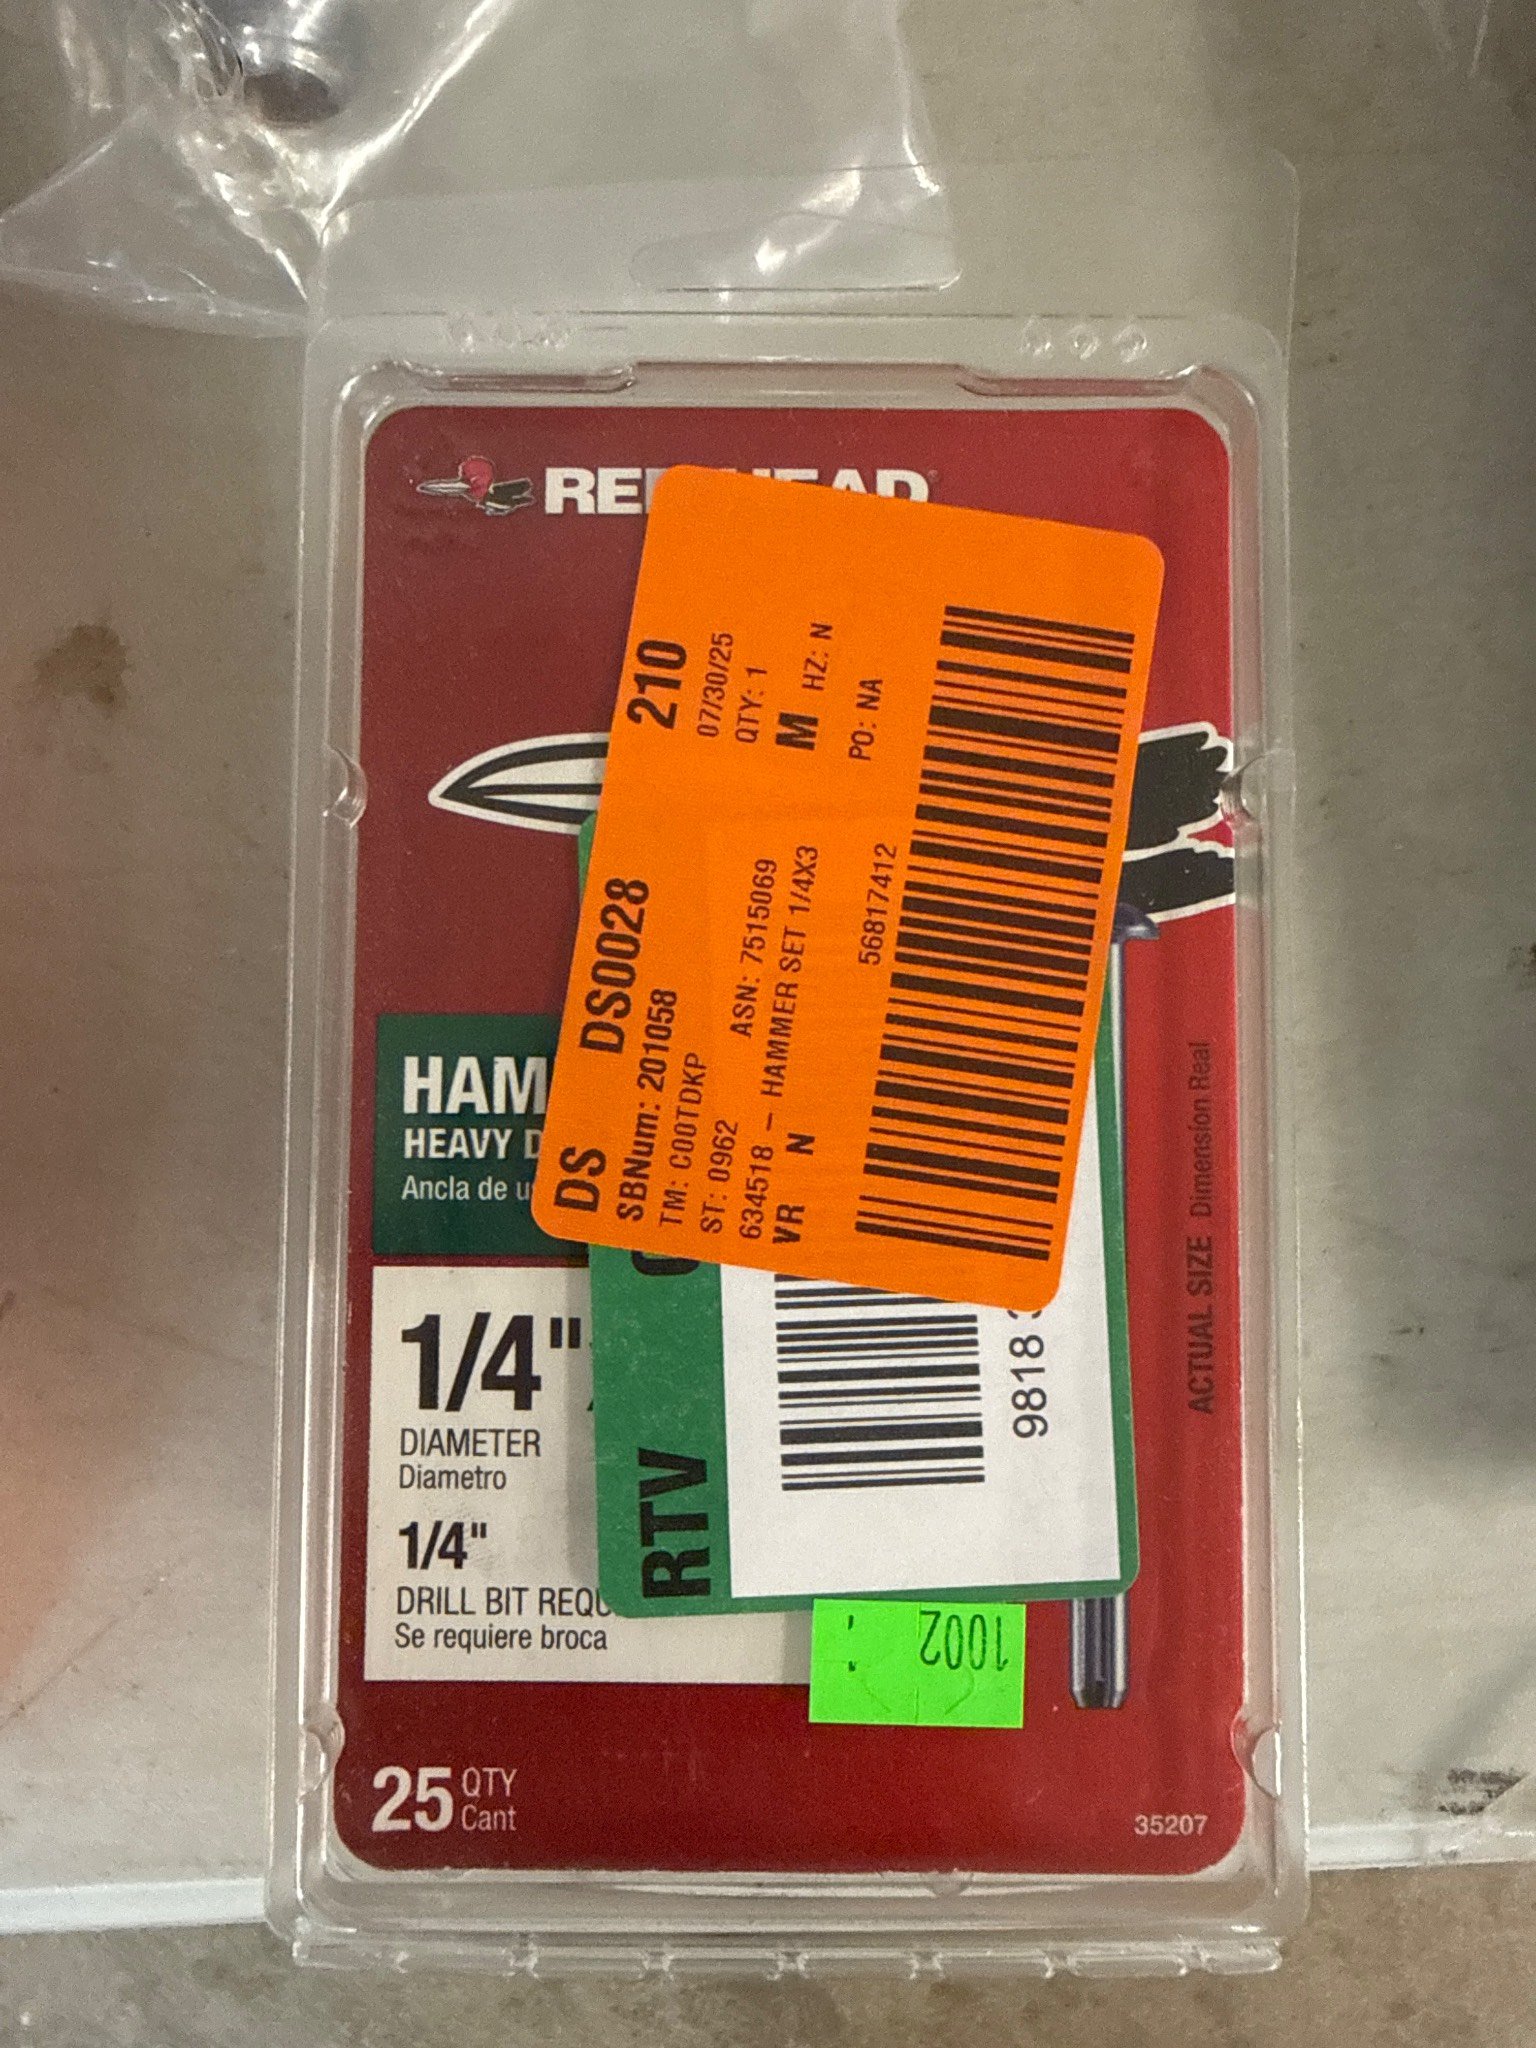 RE HEAD
HAM
HEAVY D
Ancla de u
1/4"
DIAMETER
Diametro
1/4"
DRILL BIT REQU
Se requiere broca
25 QTY
Cant
35207
ACTUAL SIZE Dimension Real
DS DS0028 210
SBNum: 201058 07/30/25
TM: C00TDKP QTY: 1
ST: 0962 ASN: 7515069 M HZ: N
634518 - HAMMER SET 1/4X3
VR N PO: NA
56817412
RTV
9818
1002